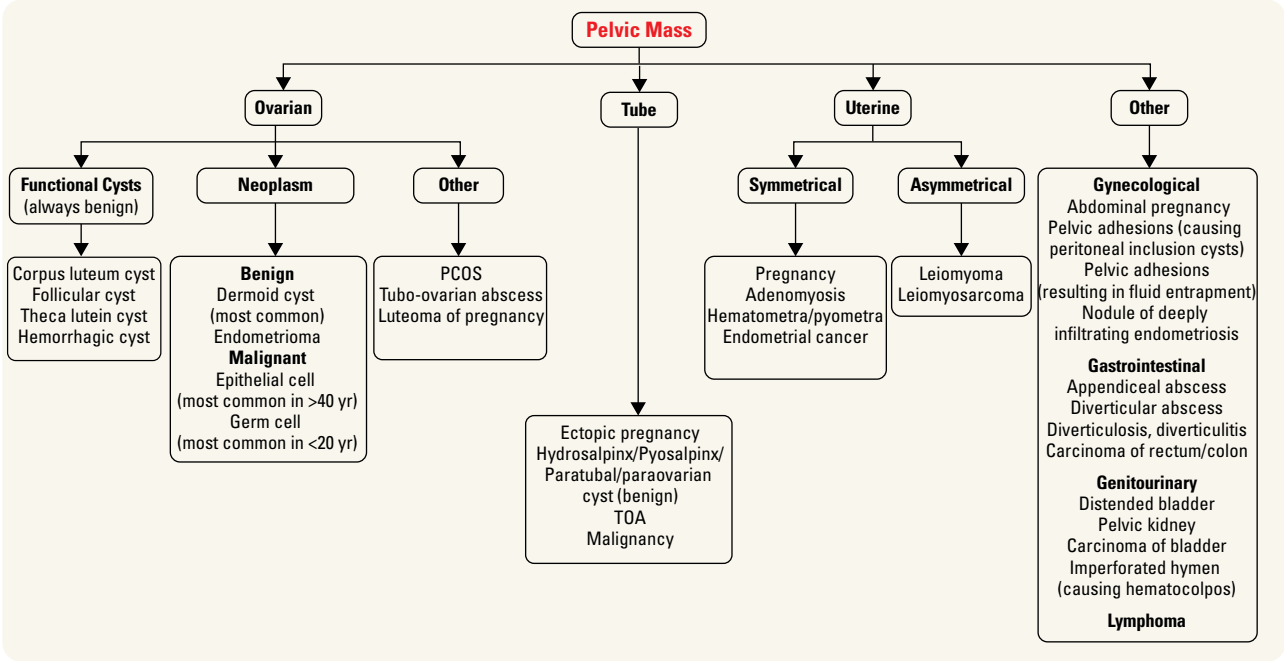 Pelvic Mass
Ovarian
Tube
Uterine
Other
Functional Cysts
(always benign)
Neoplasm
Other
Symmetrical
Asymmetrical
Corpus luteum cyst
Follicular cyst
Theca lutein cyst
Hemorrhagic cyst
Benign
Dermoid cyst
(most common)
Endometrioma
Malignant
Epithelial cell
(most common in >40 yr)
Germ cell
(most common in <20 yr)
PCOS
Tubo-ovarian abscess
Luteoma of pregnancy
Ectopic pregnancy
Hydrosalpinx/Pyosalpinx/
Paratubal/paraovarian
cyst (benign)
TOA
Malignancy
Pregnancy
Adenomyosis
Hematometra/pyometra
Endometrial cancer
Leiomyoma
Leiomyosarcoma
Gynecological
Abdominal pregnancy
Pelvic adhesions (causing
peritoneal inclusion cysts)
Pelvic adhesions
(resulting in fluid entrapment)
Nodule of deeply
infiltrating endometriosis
Gastrointestinal
Appendiceal abscess
Diverticular abscess
Diverticulosis, diverticulitis
Carcinoma of rectum/colon
Genitourinary
Distended bladder
Pelvic kidney
Carcinoma of bladder
Imperforated hymen
(causing hematocolpos)
Lymphoma